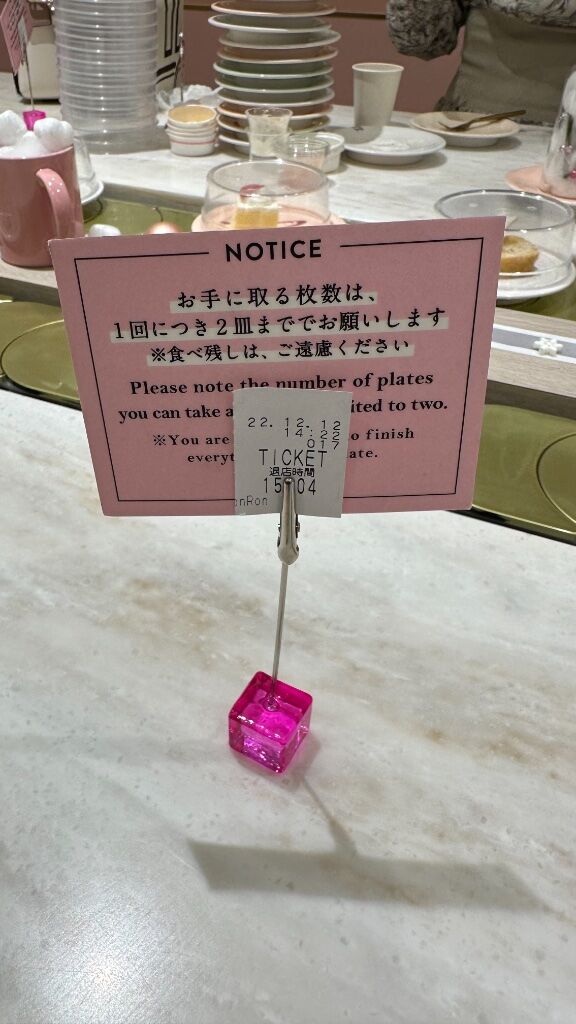 NOTICE
お手に取る枚数は、
1回につき2皿まででお願いします
※食べ残しは、ご遠慮ください
Please note the number of plates
you can take a ited to two.
※You are o finish
everyt ate.
22.12.12
14:22
017
TICKET
退店時間
15 04
anRon